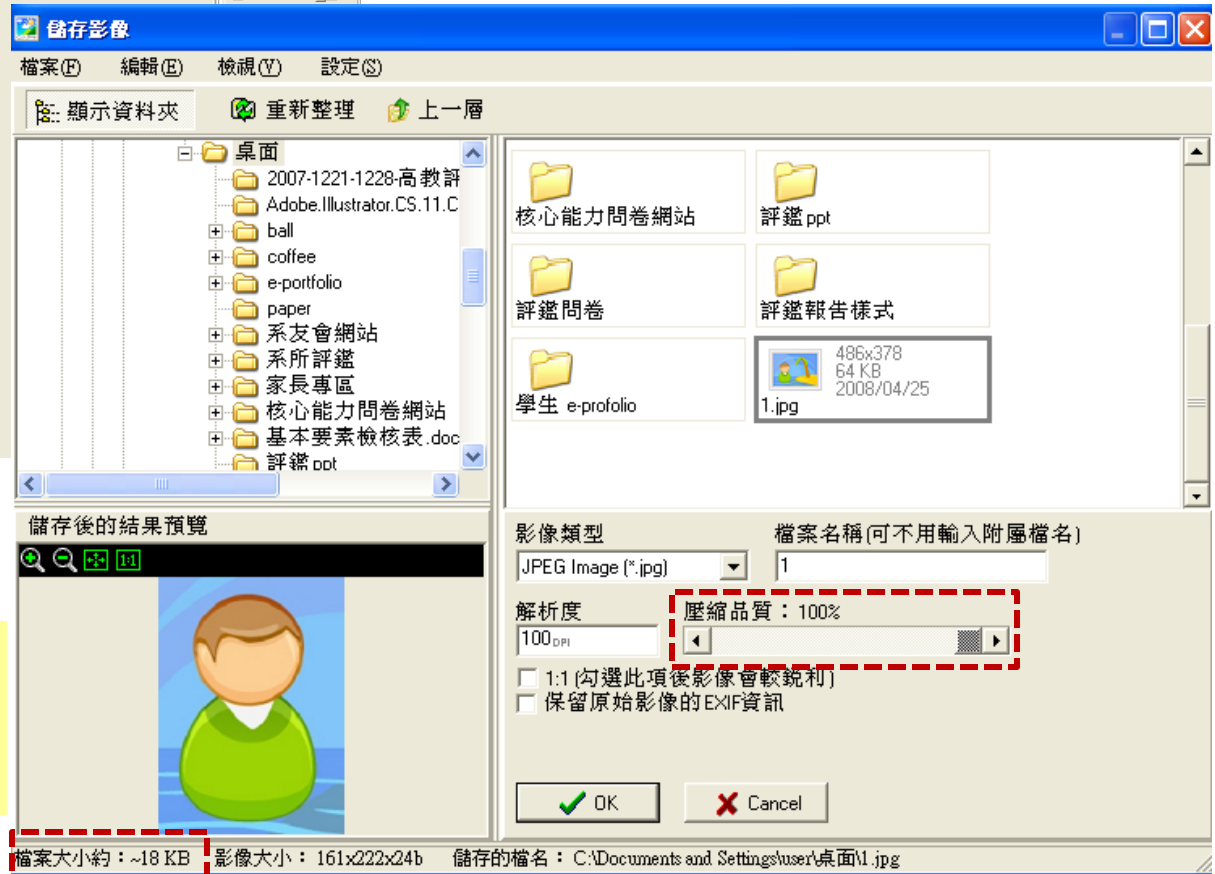 儲存影像
檔案(F) 編輯(E) 檢視(V) 設定(S)
顯示資料夾 重新整理 上一層
桌面
2007-1221-1228-高教評
Adobe.Illustrator.CS.11.C
ball
coffee
e-portfolio
paper
系友會網站
系所評鑑
家長專區
核心能力問卷網站
基本要素檢核表.doc
評鑑 ppt
核心能力問卷網站
評鑑 ppt
評鑑問卷
評鑑報告樣式
學生 e-profolio
486x378
64 KB
2008/04/25
1.jpg
儲存後的結果預覽
1:1
影像類型
檔案名稱(可不用輸入附屬檔名)
JPEG Image (*.jpg)
1
解析度
壓縮品質：100%
100 DPI
1:1 (勾選此項後影像會較銳利)
保留原始影像的EXIF資訊
OK
Cancel
檔案大小約：~18 KB 影像大小：161x222x24b 儲存的檔名：C:\Documents and Settings\user\桌面\1.jpg